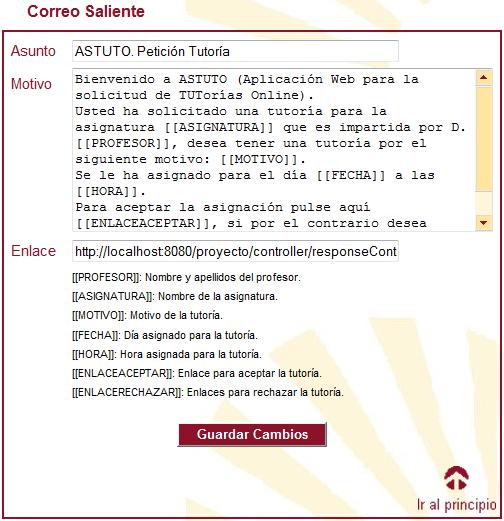 Correo Saliente
Asunto
ASTUTO. Petición Tutoría
Motivo
Bienvenido a ASTUTO (Aplicación Web para la
solicitud de TUTorías Online).
Usted ha solicitado una tutoría para la
asignatura [[ASIGNATURA]] que es impartida por D.
[[PROFESOR]], desea tener una tutoría por el
siguiente motivo: [[MOTIVO]].
Se le ha asignado para el día [[FECHA]] a las
[[HORA]].
Para aceptar la asignación pulse aquí
[[ENLACEACEPTAR]], si por el contrario desea
Enlace
http://localhost:8080/proyecto/controller/responseCont
[[PROFESOR]]: Nombre y apellidos del profesor.
[[ASIGNATURA]]: Nombre de la asignatura.
[[MOTIVO]]: Motivo de la tutoría.
[[FECHA]]: Día asignado para la tutoría.
[[HORA]]: Hora asignada para la tutoría.
[[ENLACEACEPTAR]]: Enlace para aceptar la tutoría.
[[ENLACERECHAZAR]]: Enlaces para rechazar la tutoría.
Guardar Cambios
Ir al principio